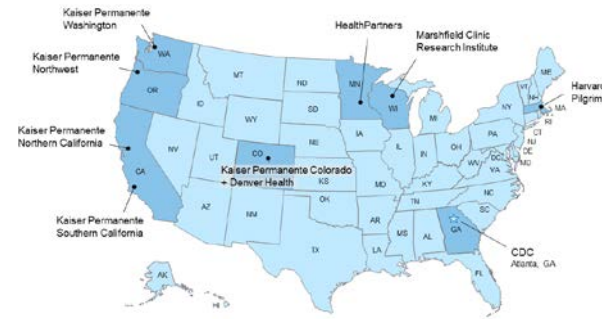 Kaiser Permanente
Washington
Kaiser Permanente
Northwest
Kaiser Permanente
Northern California
Kaiser Permanente
Southern California
HealthPartners
Marshfield Clinic
Research Institute
Harvard
Pilgrim
Kaiser Permanente Colorado
Denver Health
CDC
Atlanta, GA
WA
OR
CA
NV
ID
MT
WY
UT
AZ
CO
NM
ND
SD
NE
KS
OK
TX
MN
IA
MO
AR
LA
WI
IL
MI
IN
OH
KY
TN
MS
AL
GA
FL
SC
NC
VA
WV
PA
NY
VT
NH
ME
MA
RI
CT
NJ
DE
MD
DC
AK
HI